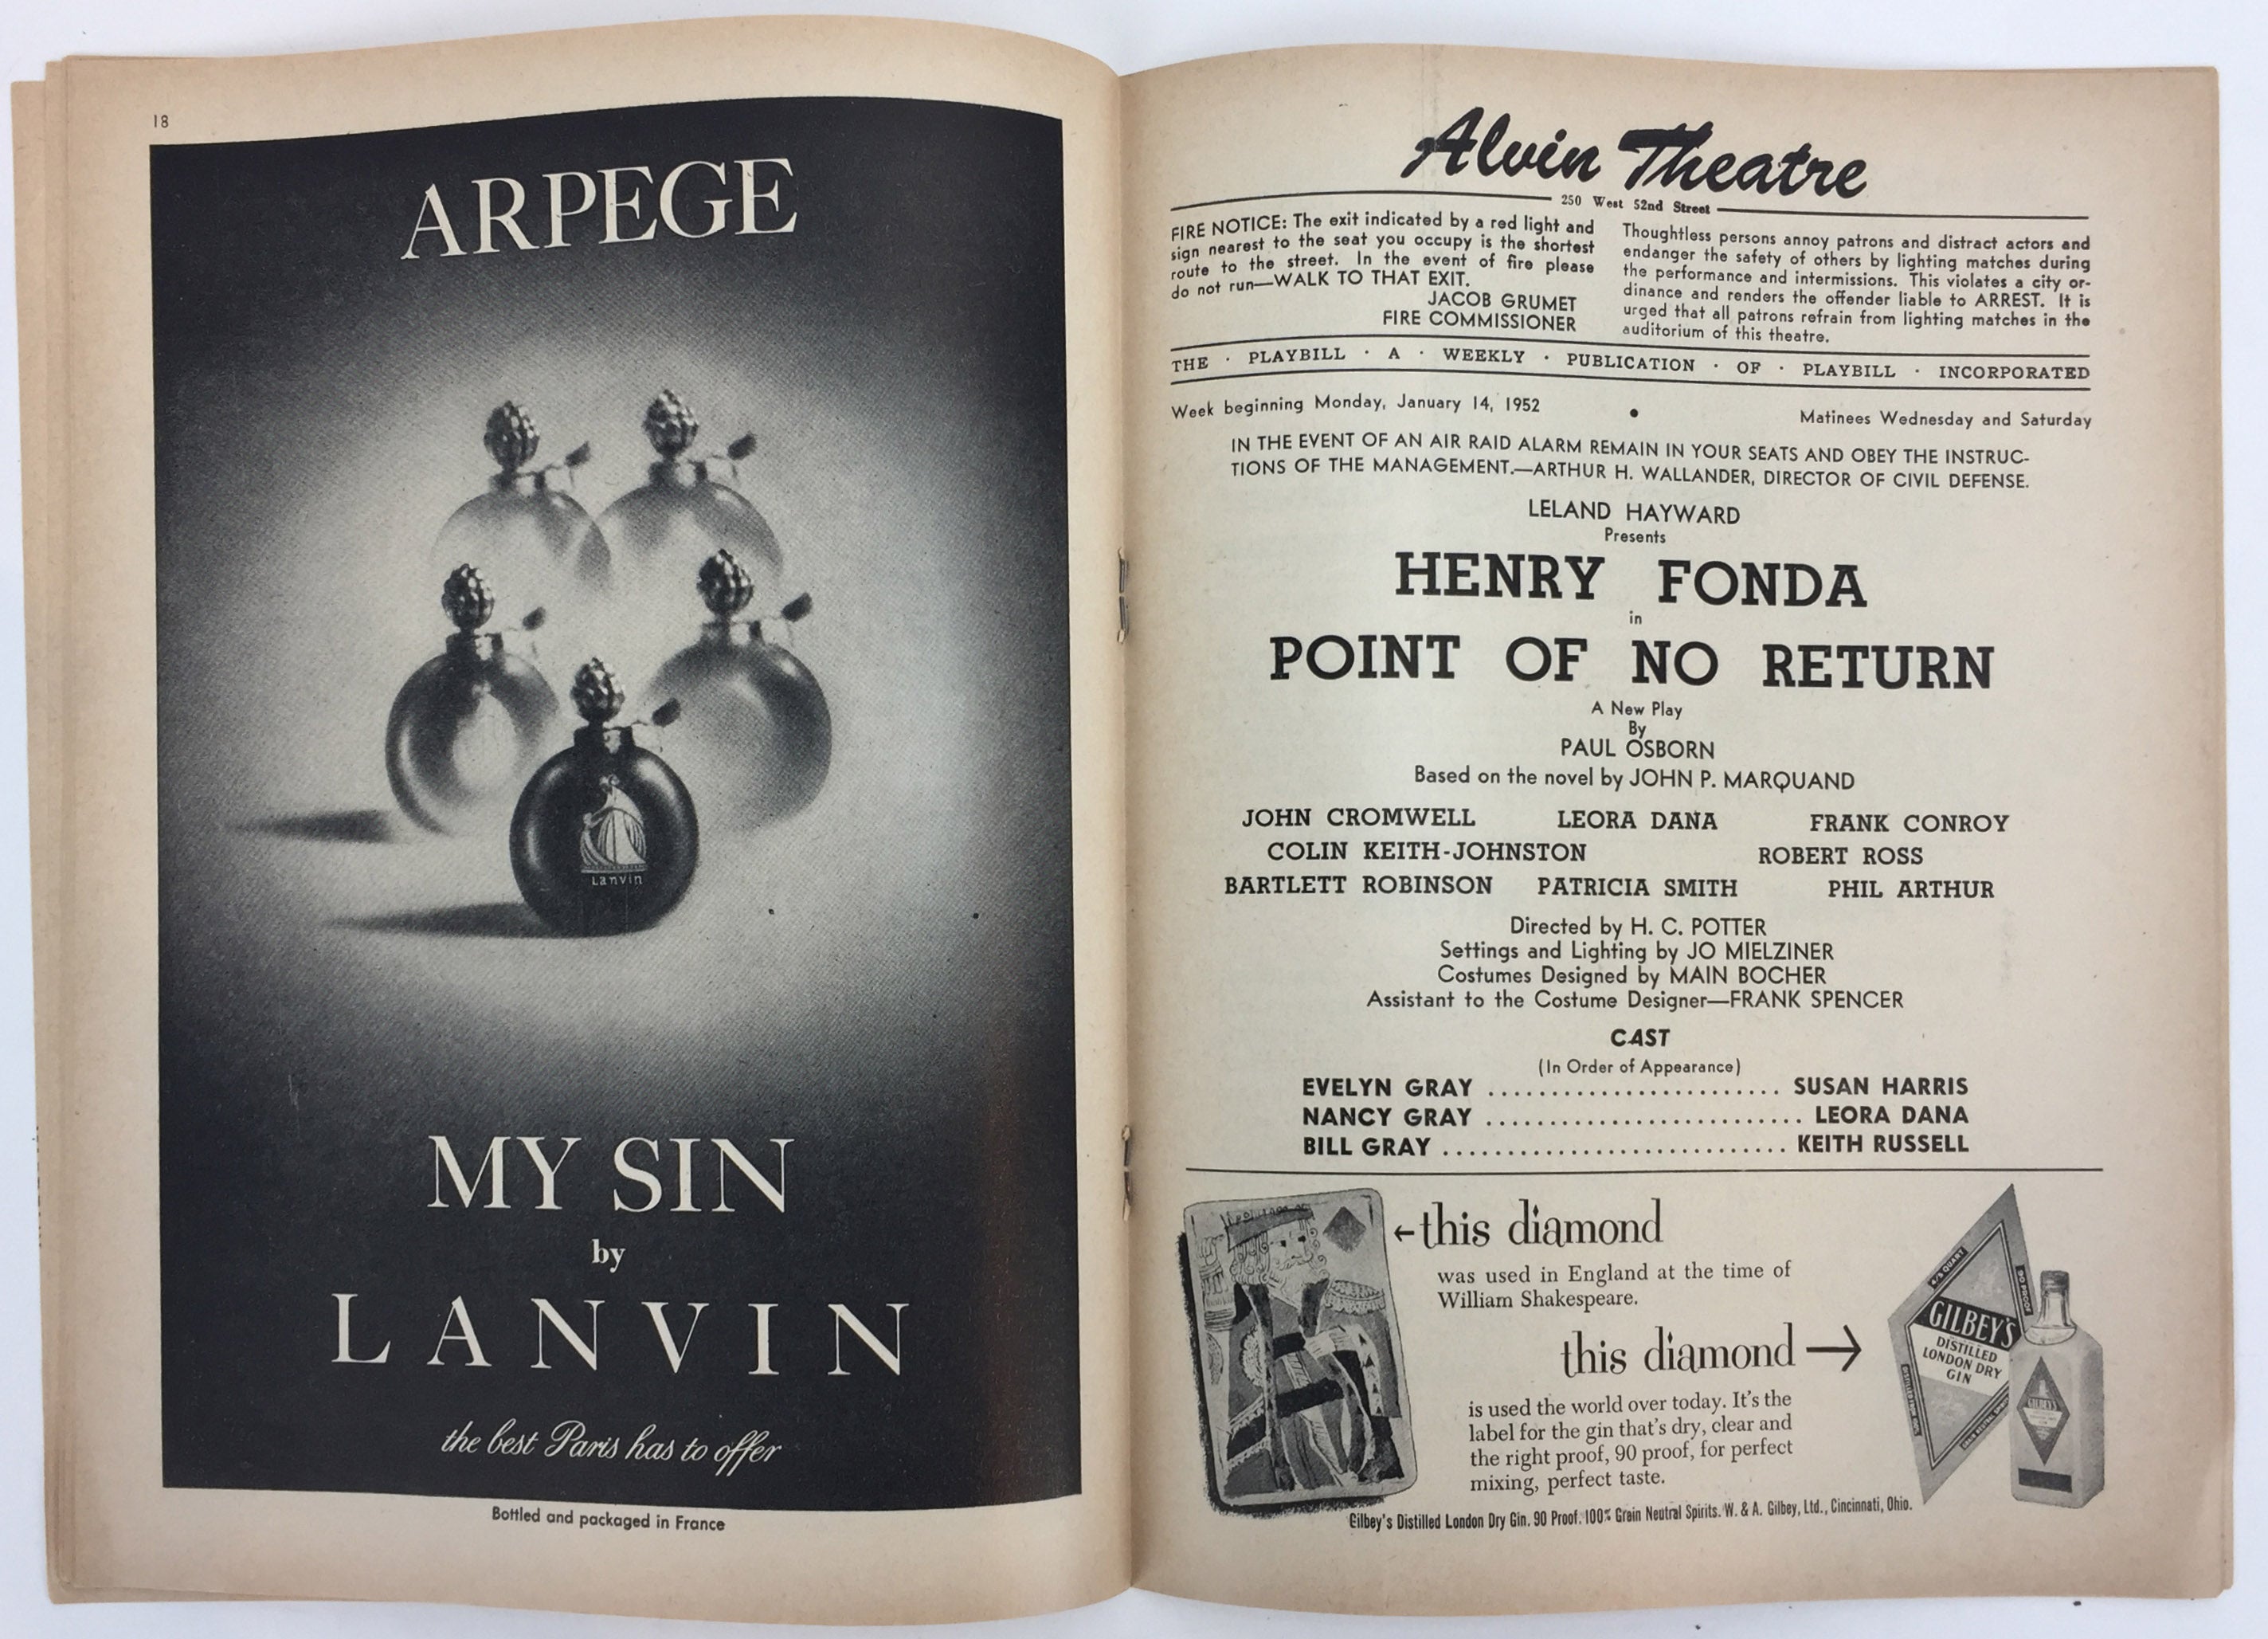 18
ARPEGE
Lanvin
MY SIN
by
LANVIN
the best Paris has to offer
Bottled and packaged in France
Alvin Theatre
250 West 52nd Street
FIRE NOTICE: The exit indicated by a red light and
sign nearest to the seat you occupy is the shortest
route to the street. In the event of fire please
do not run—WALK TO THAT EXIT.
JACOB GRUMET
FIRE COMMISSIONER
Thoughtless persons annoy patrons and distract actors and
endanger the safety of others by lighting matches during
the performance and intermissions. This violates a city or-
dinance and renders the offender liable to ARREST. It is
urged that all patrons refrain from lighting matches in the
auditorium of this theatre.
THE · PLAYBILL · A · WEEKLY · PUBLICATION · OF · PLAYBILL · INCORPORATED
Week beginning Monday, January 14, 1952 • Matinees Wednesday and Saturday
IN THE EVENT OF AN AIR RAID ALARM REMAIN IN YOUR SEATS AND OBEY THE INSTRUC-
TIONS OF THE MANAGEMENT.—ARTHUR H. WALLANDER, DIRECTOR OF CIVIL DEFENSE.
LELAND HAYWARD
Presents
HENRY FONDA
in
POINT OF NO RETURN
A New Play
By
PAUL OSBORN
Based on the novel by JOHN P. MARQUAND
JOHN CROMWELL LEORA DANA FRANK CONROY
COLIN KEITH-JOHNSTON ROBERT ROSS
BARTLETT ROBINSON PATRICIA SMITH PHIL ARTHUR
Directed by H. C. POTTER
Settings and Lighting by JO MIELZINER
Costumes Designed by MAIN BOCHER
Assistant to the Costume Designer—FRANK SPENCER
CAST
(In Order of Appearance)
EVELYN GRAY ........................ SUSAN HARRIS
NANCY GRAY .......................... LEORA DANA
BILL GRAY ............................ KEITH RUSSELL
←this diamond
was used in England at the time of
William Shakespeare.
this diamond→
is used the world over today. It's the
label for the gin that's dry, clear and
the right proof, 90 proof, for perfect
mixing, perfect taste.
4/5 QUART
90 PROOF
GILBEY'S
DISTILLED
LONDON DRY
GIN
GILBEY'S
Gilbey's Distilled London Dry Gin. 90 Proof. 100% Grain Neutral Spirits. W. & A. Gilbey, Ltd., Cincinnati, Ohio.